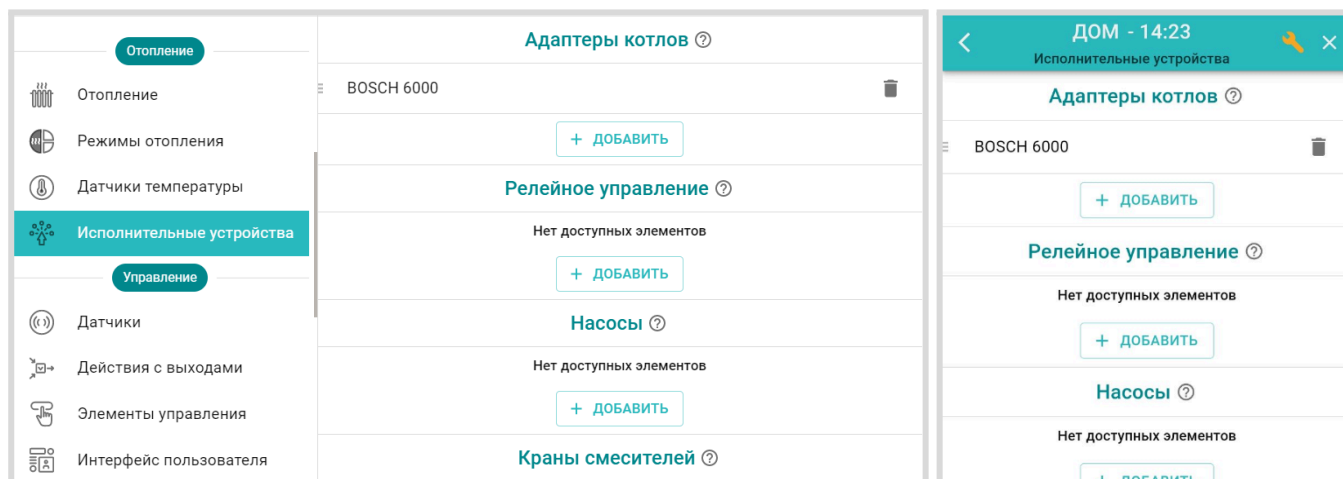 Отопление
Отопление
Режимы отопления
Датчики температуры
Исполнительные устройства
Управление
Датчики
Действия с выходами
Элементы управления
Интерфейс пользователя
Адаптеры котлов
BOSCH 6000
+ ДОБАВИТЬ
Релейное управление
Нет доступных элементов
+ ДОБАВИТЬ
Насосы
Нет доступных элементов
+ ДОБАВИТЬ
Краны смесителей
ДОМ - 14:23
Исполнительные устройства
Адаптеры котлов
BOSCH 6000
+ ДОБАВИТЬ
Релейное управление
Нет доступных элементов
+ ДОБАВИТЬ
Насосы
Нет доступных элементов
+ ДОБАВИТЬ